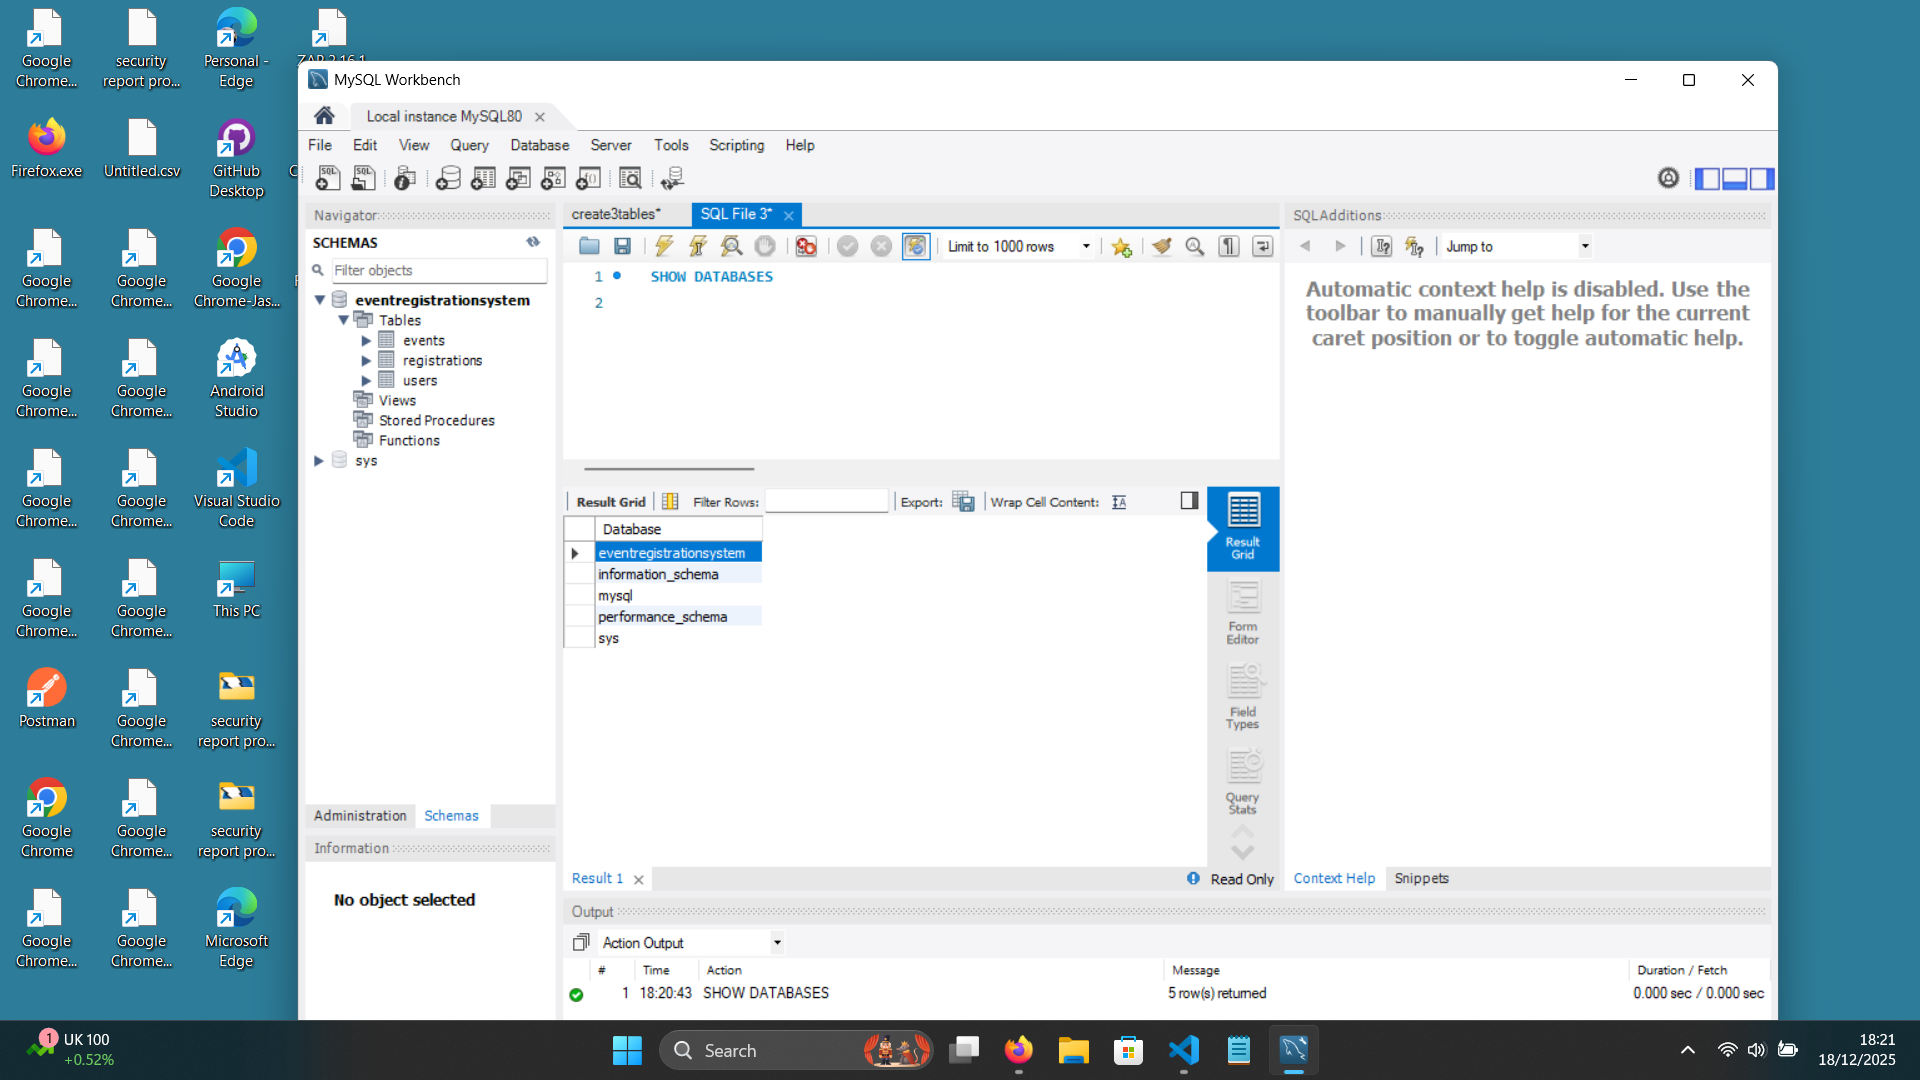 Google
Chrome...
security
report pro...
Personal -
Edge
ZAP 2.16.1
Firefox.exe
Untitled.csv
GitHub
Desktop
Google
Chrome...
Google
Chrome...
Google
Chrome-Jas...
Google
Chrome...
Google
Chrome...
Android
Studio
Google
Chrome...
Google
Chrome...
Visual Studio
Code
Google
Chrome...
Google
Chrome...
This PC
Postman
Google
Chrome...
security
report pro...
Google
Chrome
Google
Chrome...
security
report pro...
Google
Chrome...
Google
Chrome...
Microsoft
Edge
MySQL Workbench
Local instance MySQL80
File Edit View Query Database Server Tools Scripting Help
Navigator
SCHEMAS
Filter objects
eventregistrationsystem
Tables
events
registrations
users
Views
Stored Procedures
Functions
sys
Administration Schemas
Information
No object selected
create3tables* SQL File 3*
Limit to 1000 rows
1 SHOW DATABASES
2
Result Grid Filter Rows: Export: Wrap Cell Content:
Database
eventregistrationsystem
information_schema
mysql
performance_schema
sys
Result
Grid
Form
Editor
Field
Types
Query
Stats
Result 1
Read Only
SQLAdditions
Jump to
Automatic context help is disabled. Use the
toolbar to manually get help for the current
caret position or to toggle automatic help.
Context Help Snippets
Output
Action Output
# Time Action Message Duration / Fetch
1 18:20:43 SHOW DATABASES 5 row(s) returned 0.000 sec / 0.000 sec
1
UK 100
+0.52%
Search
18:21
18/12/2025